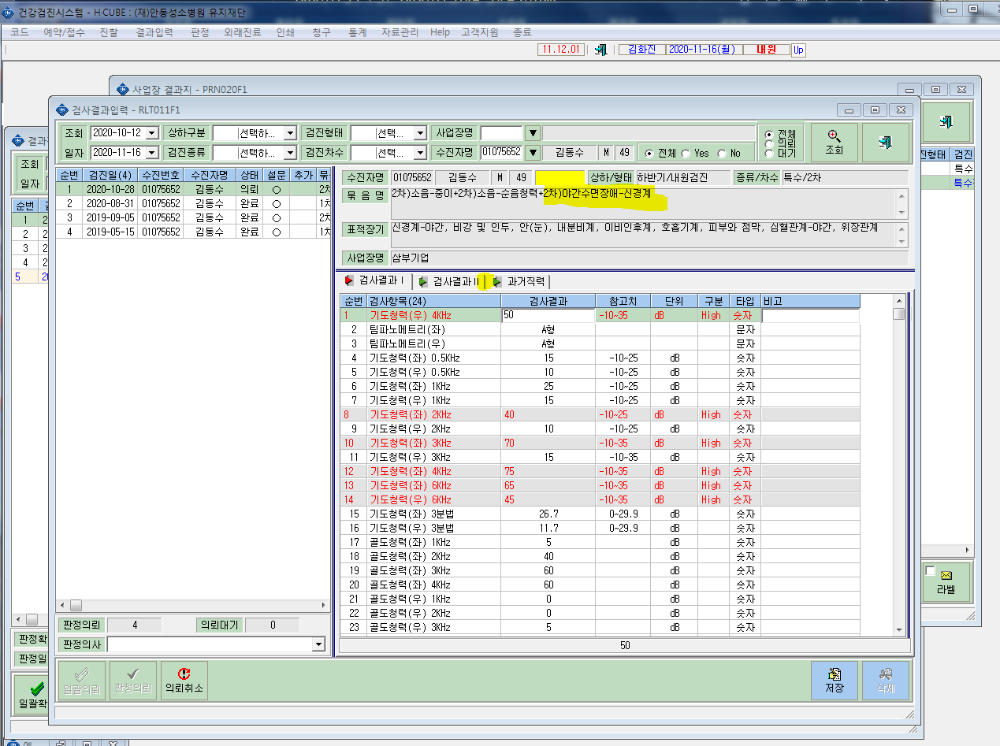 건강검진시스템 - H-CUBE : (재)안동성소병원 유지재단
코드 예약/접수 진찰 결과입력 판정 외래진료 인쇄 청구 통계 자료관리 Help 고객지원 종료
11.12.01 김화진 2020-11-16(월) 내원 Up
사업장 결과지 - PRN020F1
검사결과입력 - RLT011F1
조회 2020-10-12 상하구분 [선택하... 검진형태 [선택... 사업장명 전체 의뢰 대기 조회
일자 2020-11-16 검진종류 [선택하... 검진차수 [선택... 수진자명 01075652 김동수 M 49 전체 Yes No
순번 검진일(4) 수진번호 수진자명 상태 설문 추가 묶
1 2020-10-28 01075652 김동수 의뢰 ○ 2차
2 2020-08-31 01075652 김동수 완료 ○ 1차
3 2019-09-05 01075652 김동수 완료 ○ 2차
4 2019-05-15 01075652 김동수 완료 ○ 1차
수진자명 01075652 김동수 M 49 상하/형태 하반기/내원검진 종류/차수 특수/2차
묶 음 명 2차)소음-중이+2차)소음-순음청력+2차)야간수면장애-신경계
표적장기 신경계-야간, 비강 및 인두, 안(눈), 내분비계, 이비인후계, 호흡기계, 피부와 점막, 심혈관계-야간, 위장관계
사업장명 삼부기업
검사결과 I 검사결과 II 과거직력
순번 검사항목(24) 검사결과 참고치 단위 구분 타입 비고
1 기도청력(우) 4KHz 50 -10~35 dB High 숫자
2 팀파노메트리(좌) A형 문자
3 팀파노메트리(우) A형 문자
4 기도청력(좌) 0.5KHz 15 -10~25 dB 숫자
5 기도청력(우) 0.5KHz 10 -10~25 dB 숫자
6 기도청력(좌) 1KHz 25 -10~25 dB 숫자
7 기도청력(우) 1KHz 15 -10~25 dB 숫자
8 기도청력(좌) 2KHz 40 -10~25 dB High 숫자
9 기도청력(우) 2KHz 10 -10~25 dB 숫자
10 기도청력(좌) 3KHz 70 -10~35 dB High 숫자
11 기도청력(우) 3KHz 15 -10~35 dB 숫자
12 기도청력(좌) 4KHz 75 -10~35 dB High 숫자
13 기도청력(좌) 6KHz 65 -10~35 dB High 숫자
14 기도청력(우) 6KHz 45 -10~35 dB High 숫자
15 기도청력(좌) 3분법 26.7 0~29.9 dB 숫자
16 기도청력(우) 3분법 11.7 0~29.9 dB 숫자
17 골도청력(좌) 1KHz 5 dB 숫자
18 골도청력(좌) 2KHz 40 dB 숫자
19 골도청력(좌) 3KHz 60 dB 숫자
20 골도청력(좌) 4KHz 60 dB 숫자
21 골도청력(우) 1KHz 0 dB 숫자
22 골도청력(우) 2KHz 0 dB 숫자
23 골도청력(우) 3KHz 5 dB 숫자
50
판정의뢰 4 의뢰대기 0
판정의사
일괄의뢰 판정의뢰 의뢰취소 저장 삭제
결과
조회
일자
순번
1 2
2 2
3 2
4 2
5 20
판정확
판정일
일괄확
진형태 검진
특수
특수
라벨